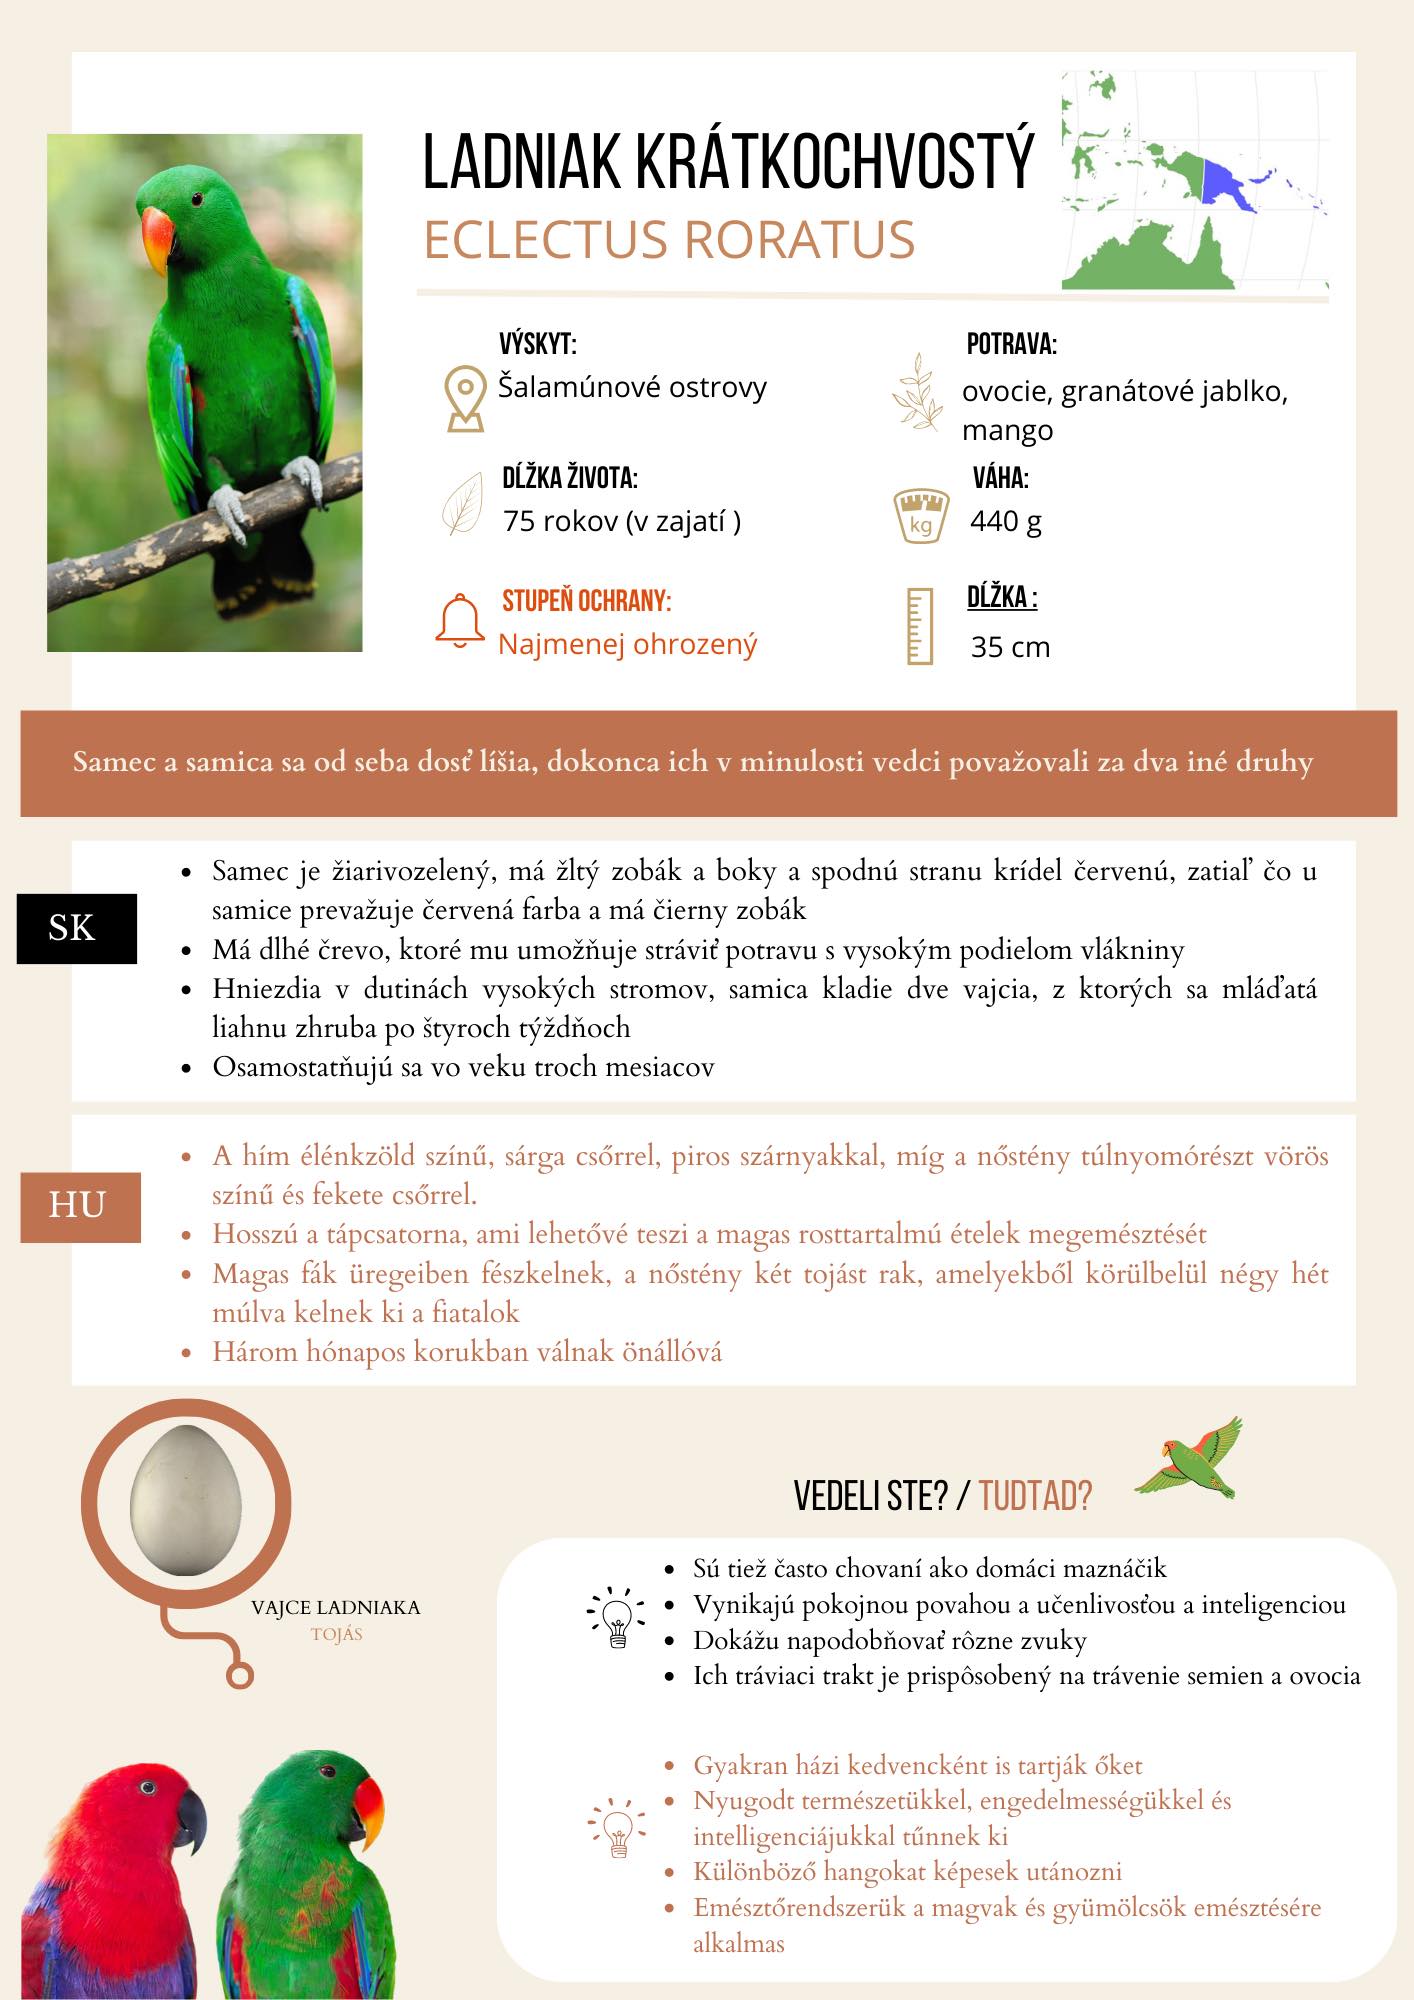 LADNIAK KRÁTKOCHVOSTÝ
ECLECTUS RORATUS
VÝSKYT:
Šalamúnové ostrovy
POTRAVA:
ovocie, granátové jablko,
mango
DĹŽKA ŽIVOTA:
75 rokov (v zajatí )
VÁHA:
kg
440 g
STUPEŇ OCHRANY:
Najmenej ohrozený
DĹŽKA :
35 cm
Samec a samica sa od seba dosť líšia, dokonca ich v minulosti vedci považovali za dva iné druhy
SK
• Samec je žiarivozelený, má žltý zobák a boky a spodnú stranu krídel červenú, zatiaľ čo u
samice prevažuje červená farba a má čierny zobák
• Má dlhé črevo, ktoré mu umožňuje stráviť potravu s vysokým podielom vlákniny
• Hniezdia v dutinách vysokých stromov, samica kladie dve vajcia, z ktorých sa mláďatá
liahnu zhruba po štyroch týždňoch
• Osamostatňujú sa vo veku troch mesiacov
HU
• A hím élénkzöld színű, sárga csőrrel, piros szárnyakkal, míg a nőstény túlnyomórészt vörös
színű és fekete csőrrel.
• Hosszú a tápcsatorna, ami lehetővé teszi a magas rosttartalmú ételek megemésztését
• Magas fák üregeiben fészkelnek, a nőstény két tojást rak, amelyekből körülbelül négy hét
múlva kelnek ki a fiatalok
• Három hónapos korukban válnak önállóvá
VAJCE LADNIAKA
TOJÁS
VEDELI STE? / TUDTAD?
• Sú tiež často chovaní ako domáci maznáčik
• Vynikajú pokojnou povahou a učenlivosťou a inteligenciou
• Dokážu napodobňovať rôzne zvuky
• Ich tráviaci trakt je prispôsobený na trávenie semien a ovocia
• Gyakran házi kedvencként is tartják őket
• Nyugodt természetükkel, engedelmességükkel és
intelligenciájukkal tűnnek ki
• Különböző hangokat képesek utánozni
• Emésztőrendszerük a magvak és gyümölcsök emésztésére
alkalmas